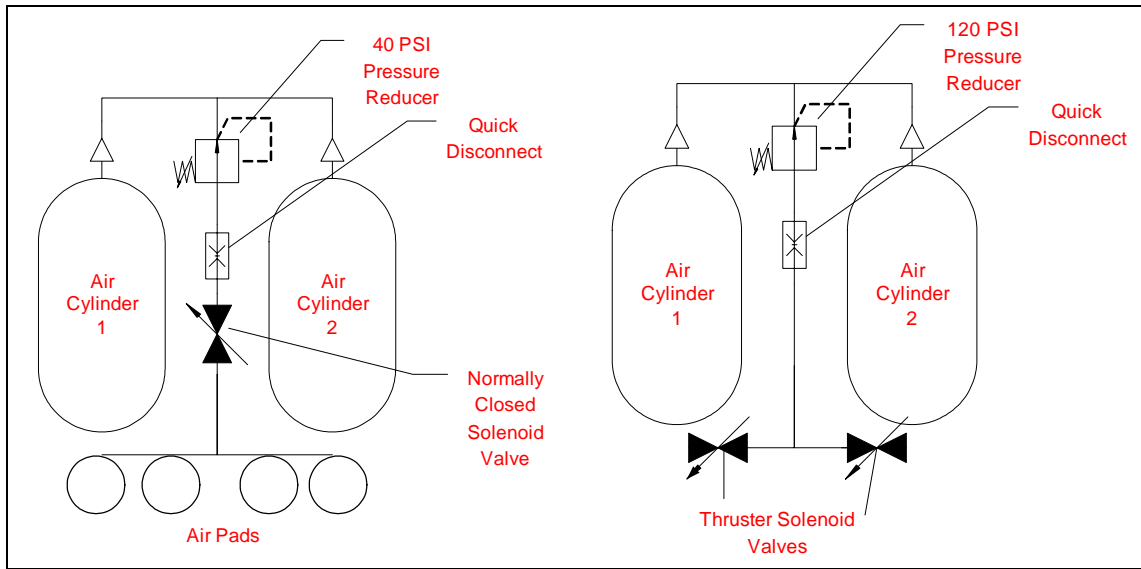 40 PSI
Pressure
Reducer
Quick
Disconnect
Air
Cylinder
1
Air
Cylinder
2
Normally
Closed
Solenoid
Valve
Air Pads
120 PSI
Pressure
Reducer
Quick
Disconnect
Air
Cylinder
1
Air
Cylinder
2
Thruster Solenoid
Valves